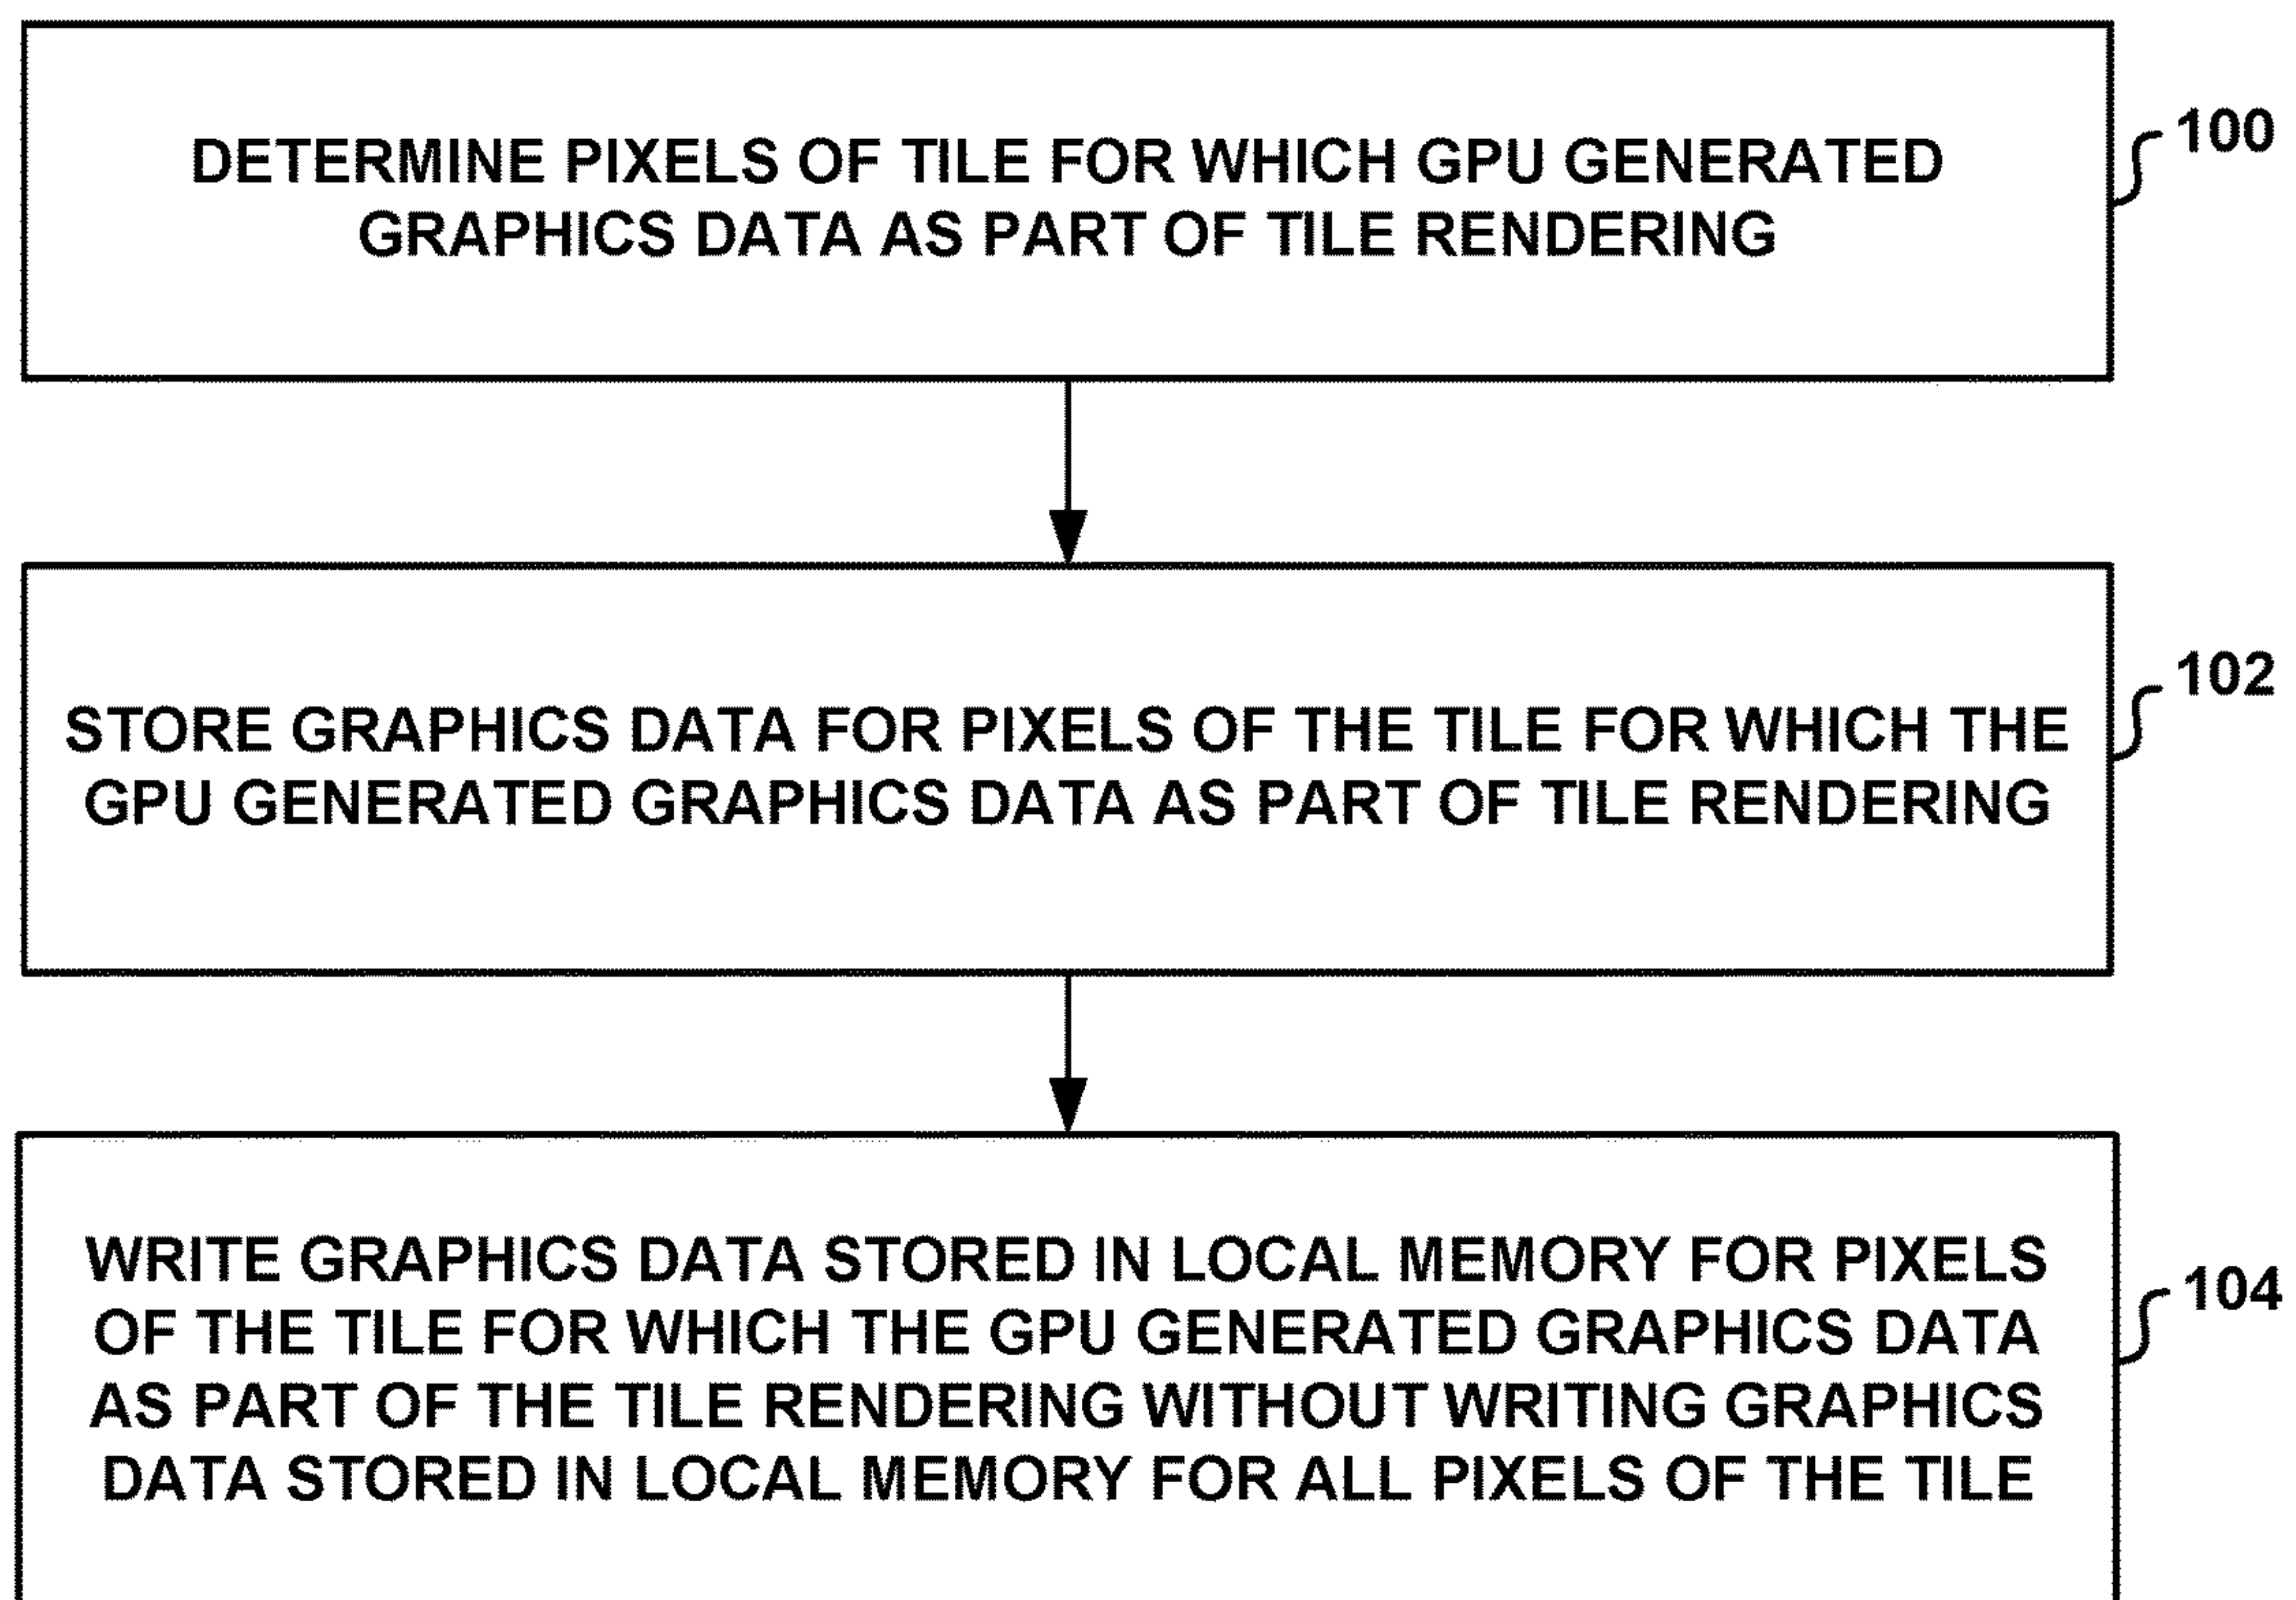 DETERMINE PIXELS OF TILE FOR WHICH GPU GENERATED
GRAPHICS DATA AS PART OF TILE RENDERING
100
STORE GRAPHICS DATA FOR PIXELS OF THE TILE FOR WHICH THE
GPU GENERATED GRAPHICS DATA AS PART OF TILE RENDERING
102
WRITE GRAPHICS DATA STORED IN LOCAL MEMORY FOR PIXELS
OF THE TILE FOR WHICH THE GPU GENERATED GRAPHICS DATA
AS PART OF THE TILE RENDERING WITHOUT WRITING GRAPHICS
DATA STORED IN LOCAL MEMORY FOR ALL PIXELS OF THE TILE
104